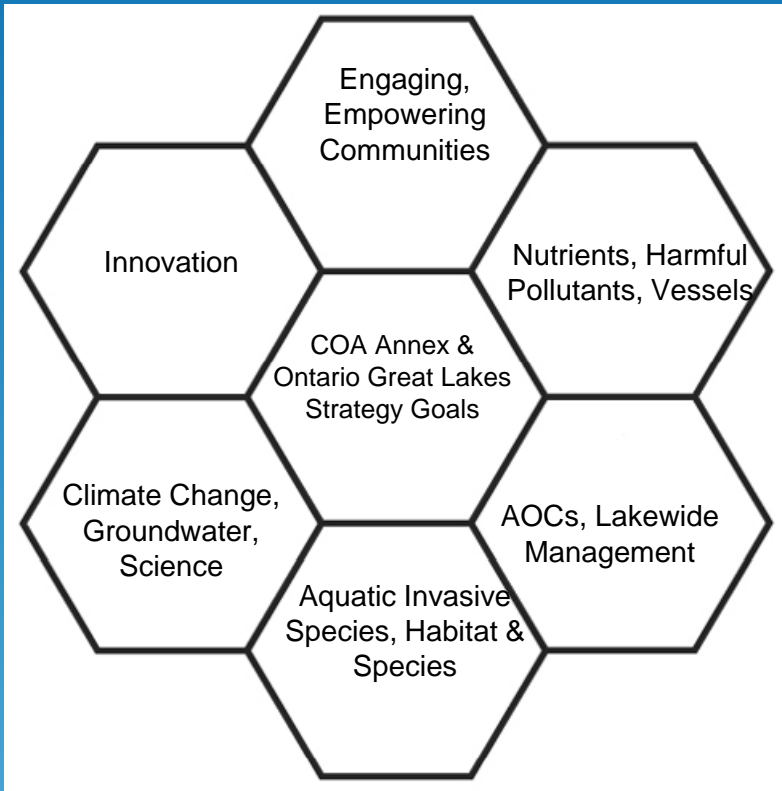 Engaging,
Empowering
Communities
Innovation
Nutrients, Harmful
Pollutants, Vessels
COA Annex &
Ontario Great Lakes
Strategy Goals
Climate Change,
Groundwater,
Science
AOCs, Lakewide
Management
Aquatic Invasive
Species, Habitat &
Species